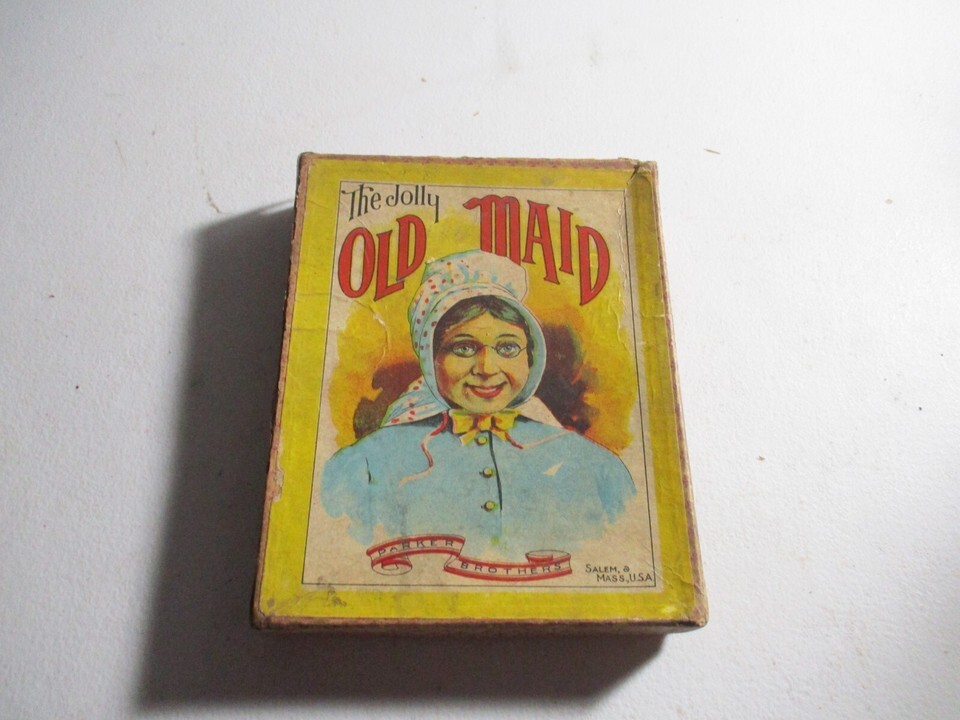 The Jolly
OLD MAID
PARKER
BROTHERS
SALEM,
MASS, U.S.A